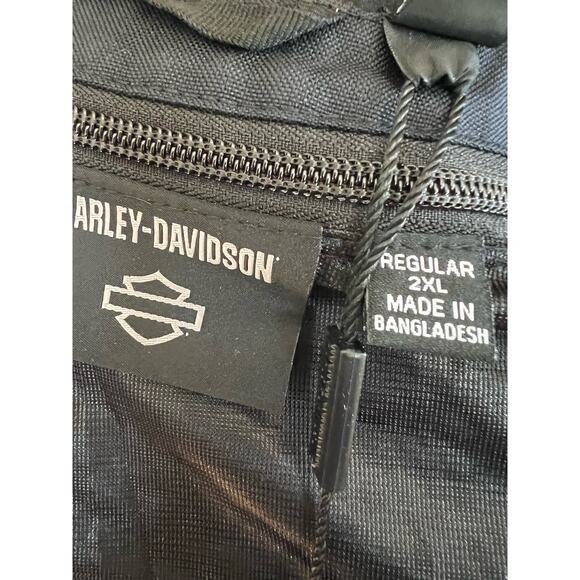 ARLEY-DAVIDSON
REGULAR
2XL
MADE IN
BANGLADESH